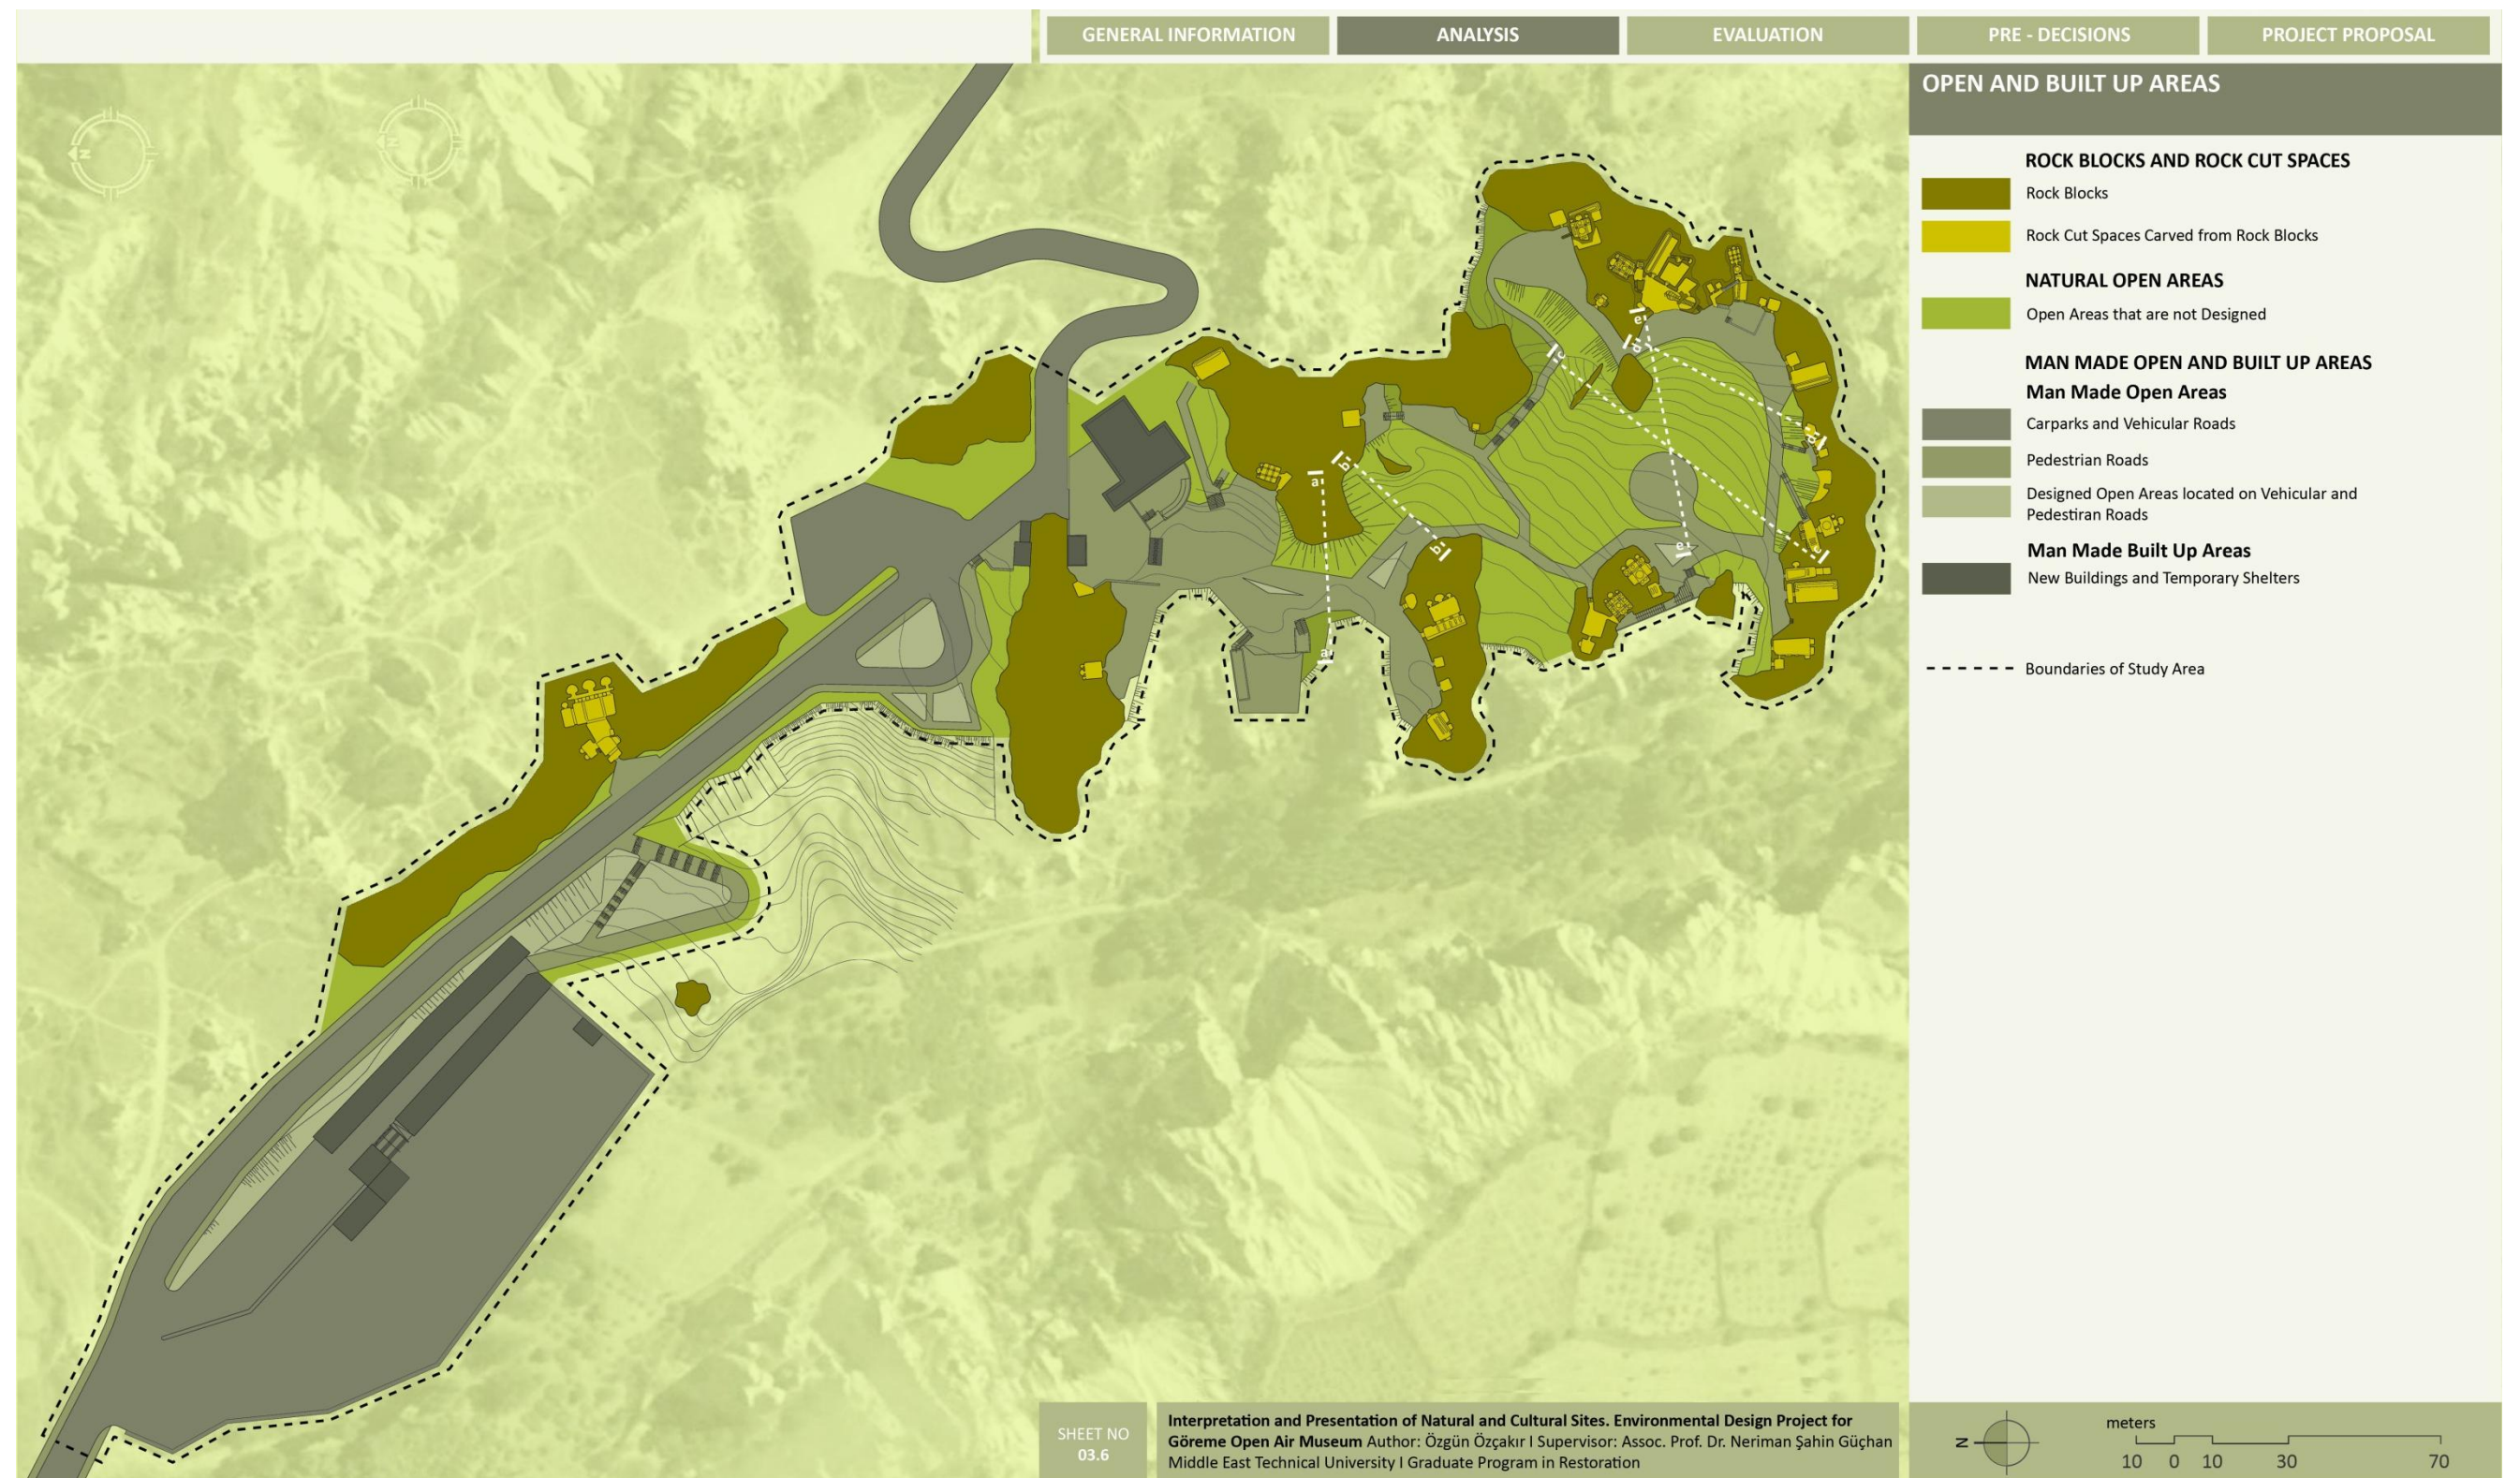 GENERAL INFORMATION
ANALYSIS
EVALUATION
PRE - DECISIONS
PROJECT PROPOSAL
OPEN AND BUILT UP AREAS
ROCK BLOCKS AND ROCK CUT SPACES
Rock Blocks
Rock Cut Spaces Carved from Rock Blocks
NATURAL OPEN AREAS
Open Areas that are not Designed
MAN MADE OPEN AND BUILT UP AREAS
Man Made Open Areas
Carparks and Vehicular Roads
Pedestrian Roads
Designed Open Areas located on Vehicular and
Pedestiran Roads
Man Made Built Up Areas
New Buildings and Temporary Shelters
Boundaries of Study Area
N
N
e
d
c
d
b
a
c
b
e
a
SHEET NO
03.6
Interpretation and Presentation of Natural and Cultural Sites. Environmental Design Project for
Göreme Open Air Museum Author: Özgün Özçakır I Supervisor: Assoc. Prof. Dr. Neriman Şahin Güçhan
Middle East Technical University I Graduate Program in Restoration
N
meters
10 0 10 30 70